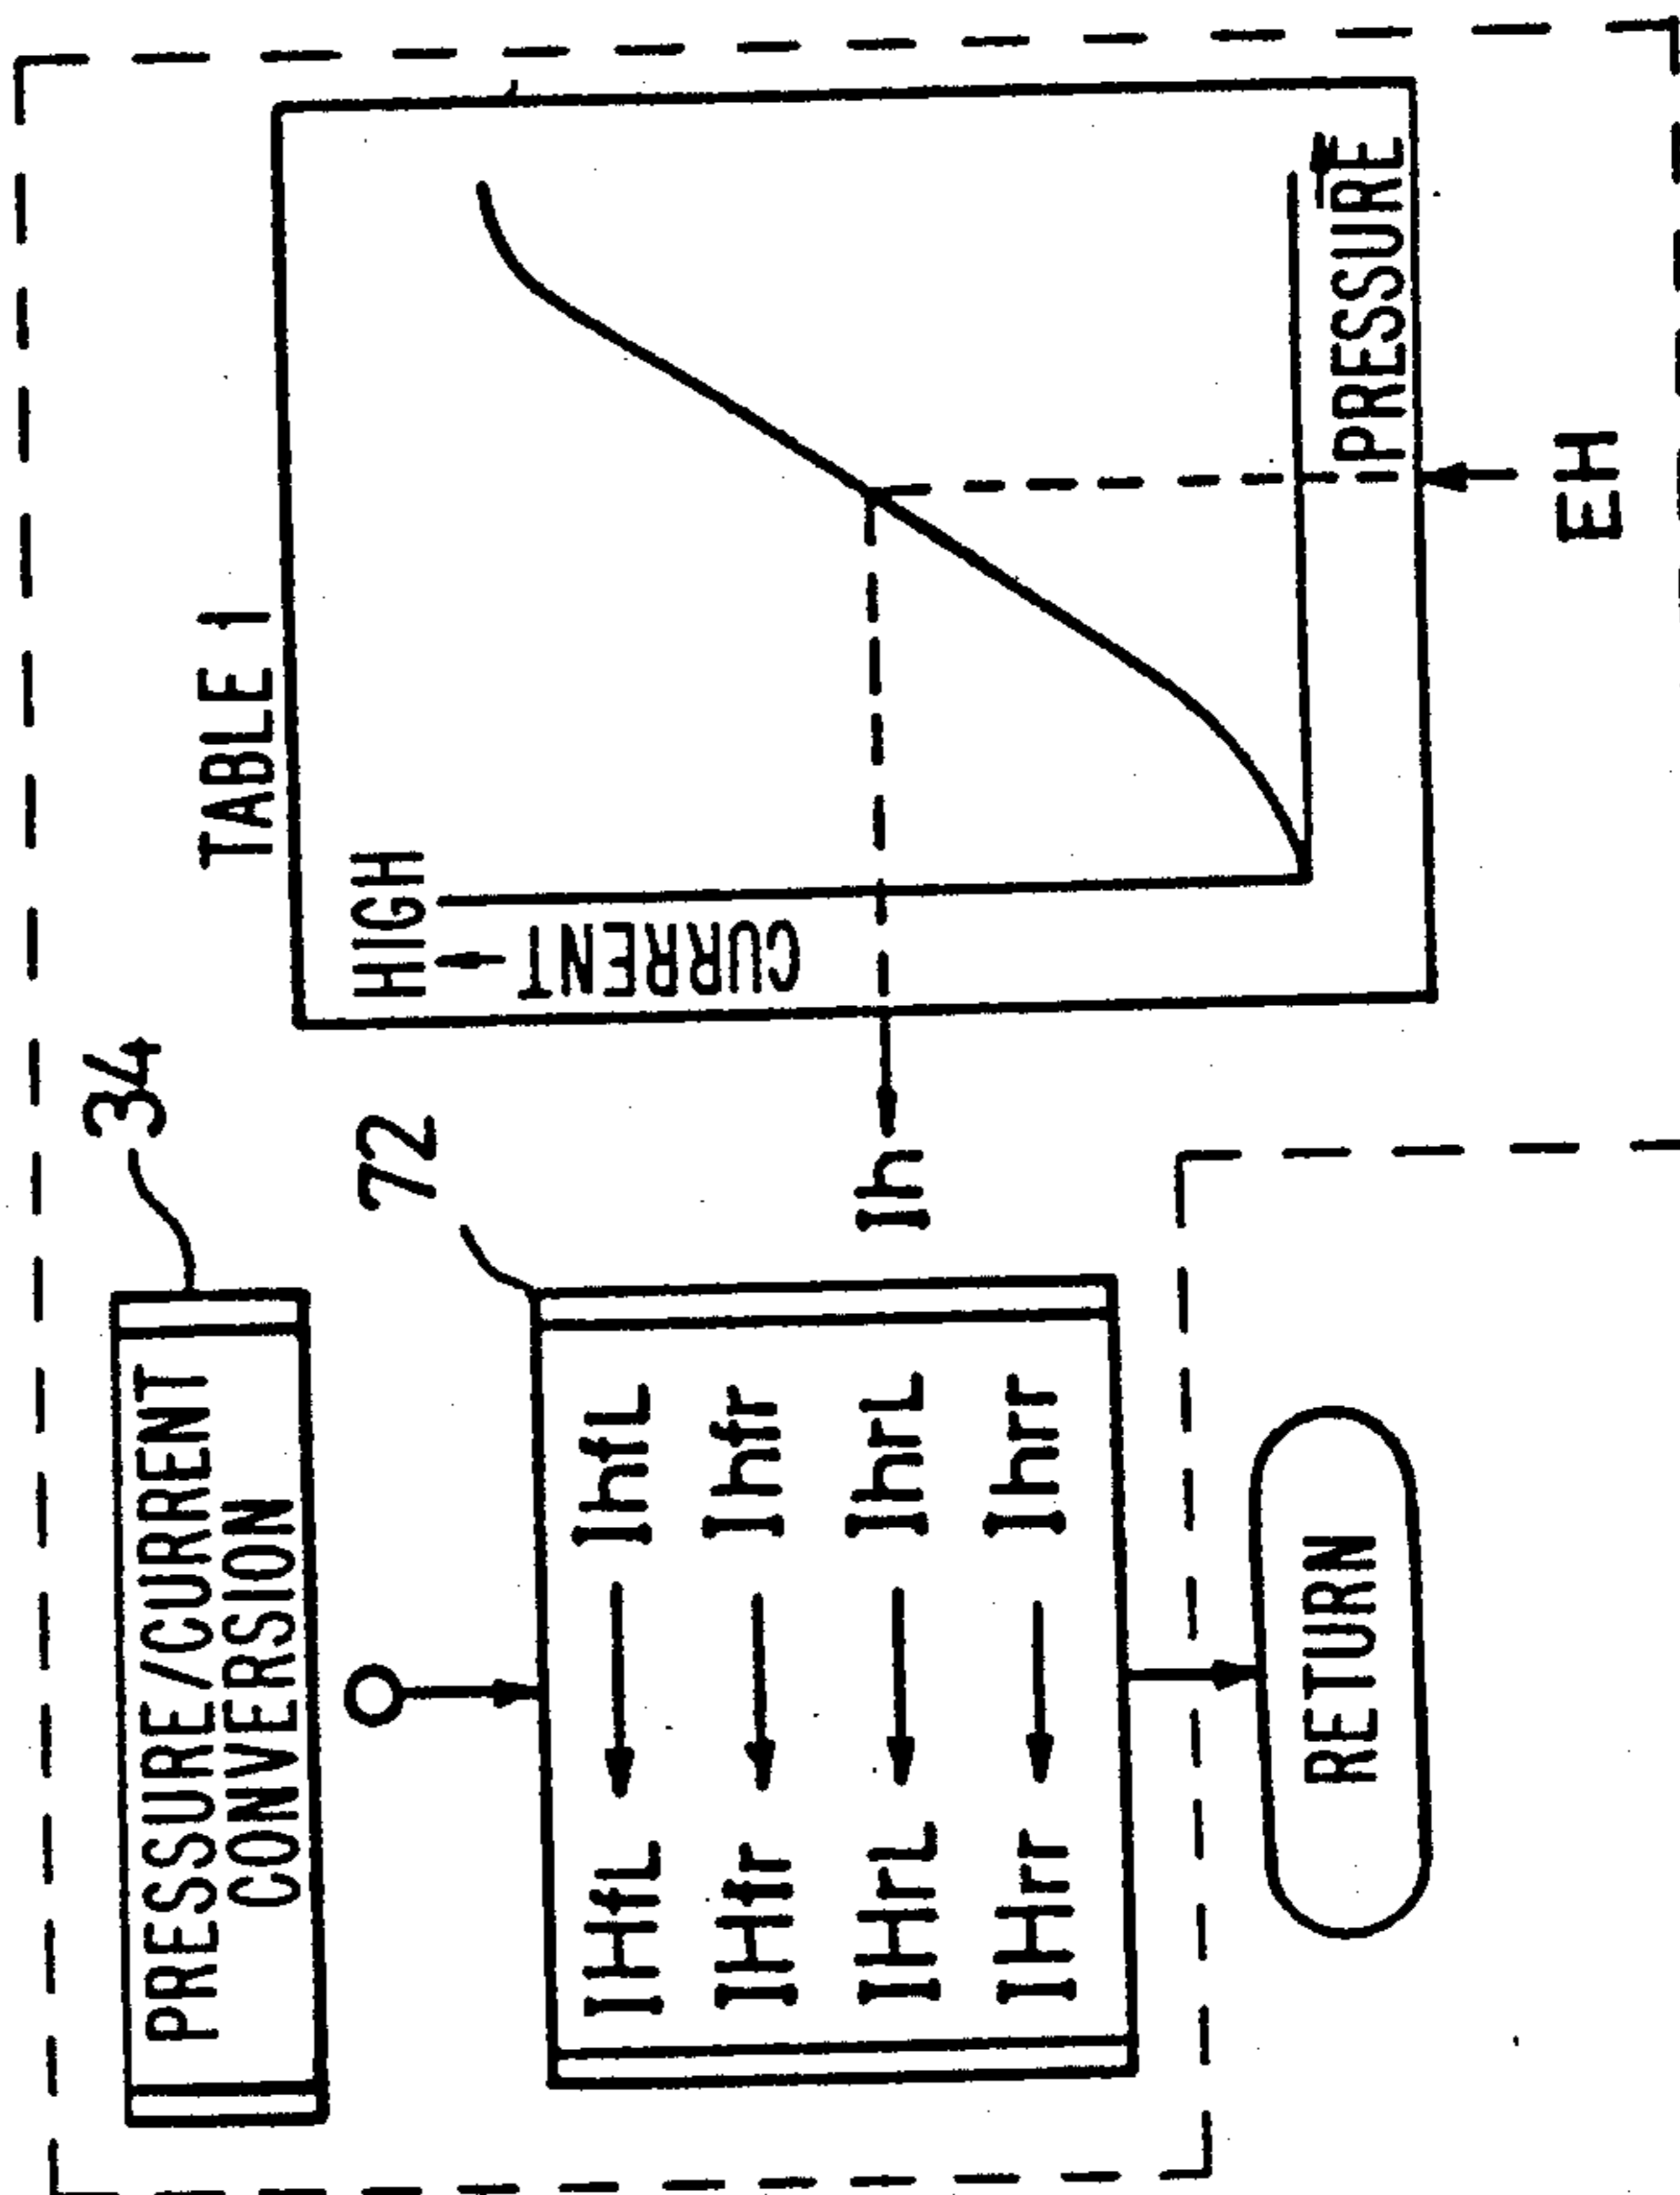 PRESSURE/CURRENT
CONVERSION
34
72
IHfL ← IhfL
IHfr ← Ihfr
IHrL ← IhrL
IHrr ← Ihrr
RETURN
TABLE 1
HIGH
CURRENT
PRESSURE
Ih
EH